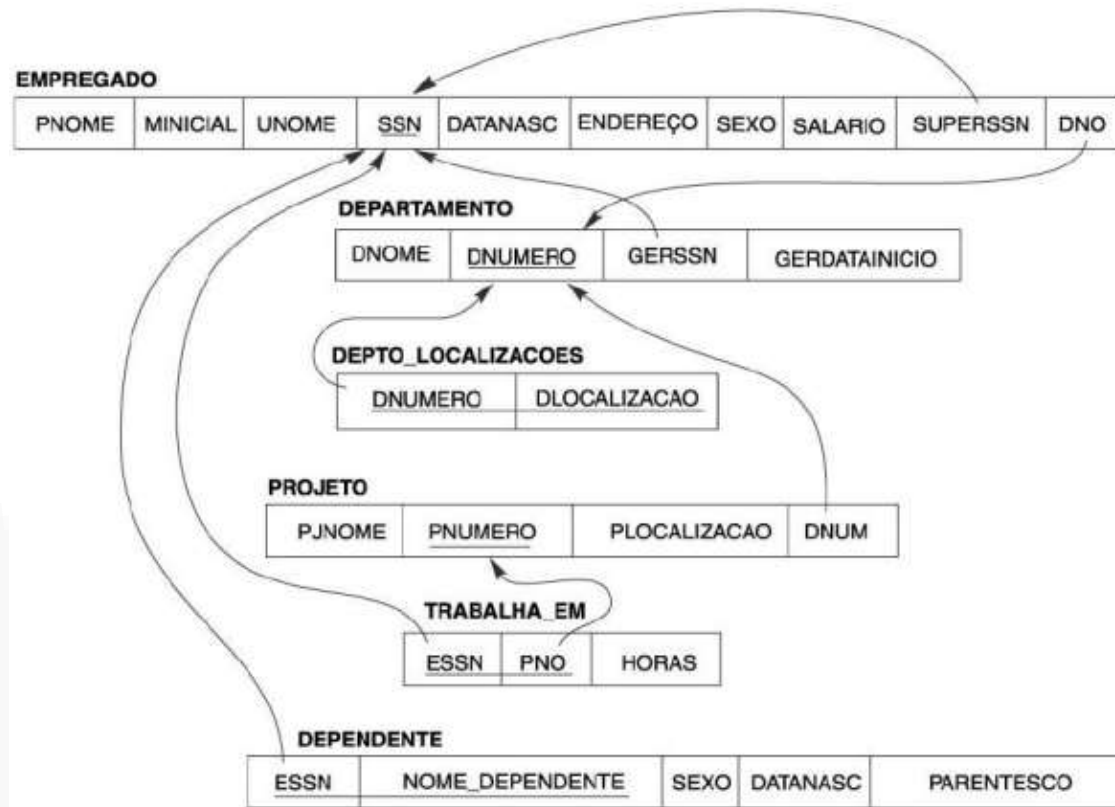 EMPREGADO
PNOME MINICIAL UNOME SSN DATANASC ENDEREÇO SEXO SALARIO SUPERSSN DNO
DEPARTAMENTO
DNOME DNUMERO GERSSN GERDATAINICIO
DEPTO_LOCALIZACOES
DNUMERO DLOCALIZACAO
PROJETO
PJNOME PNUMERO PLOCALIZACAO DNUM
TRABALHA_EM
ESSN PNO HORAS
DEPENDENTE
ESSN NOME_DEPENDENTE SEXO DATANASC PARENTESCO